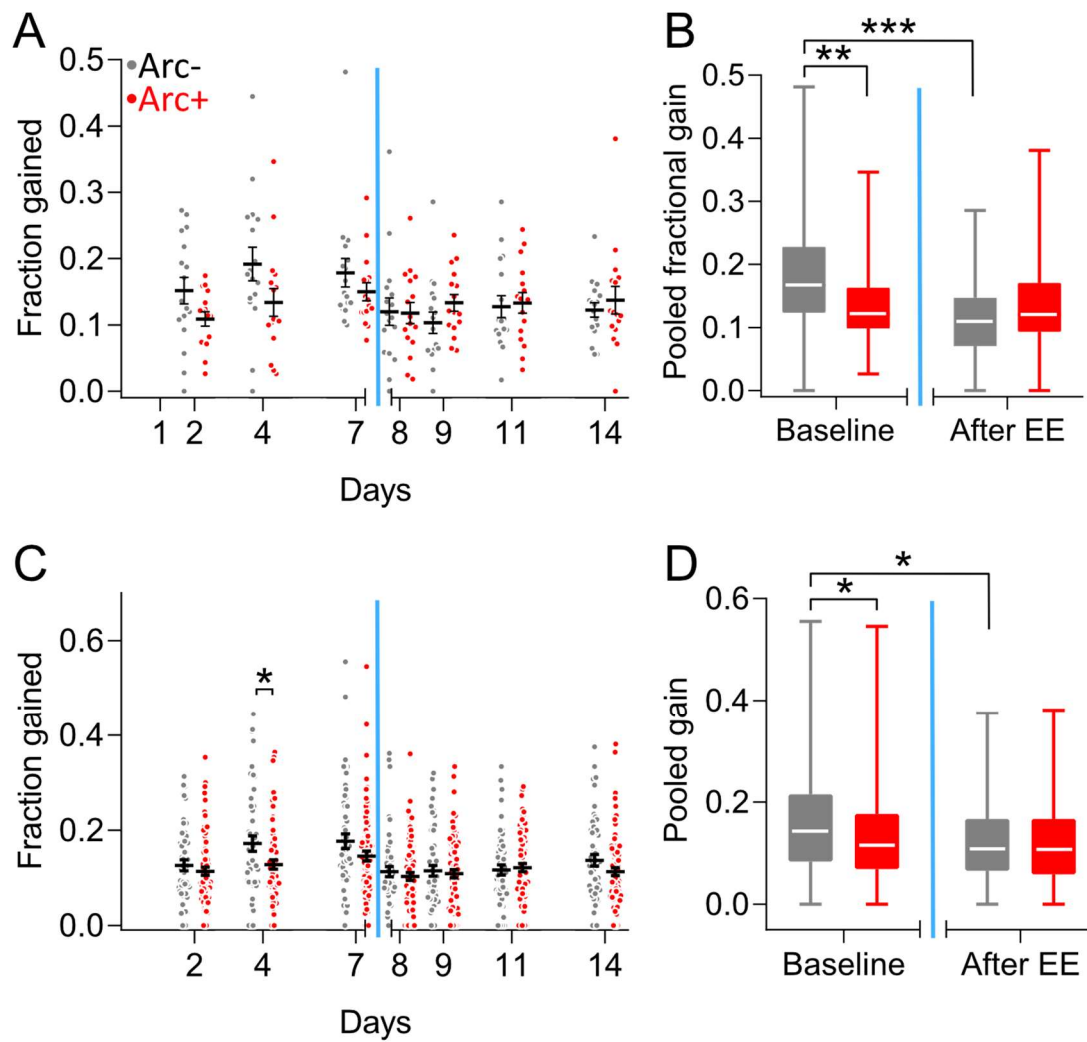 A
Arc-
Arc+
Fraction gained
0.5
0.4
0.3
0.2
0.1
0.0
1 2 4 7 8 9 11 14
Days
B
***
**
Pooled fractional gain
0.5
0.4
0.3
0.2
0.1
0.0
Baseline After EE
C
Fraction gained
0.6
0.4
0.2
0.0
*
2 4 7 8 9 11 14
Days
D
*
*
Pooled gain
0.6
0.4
0.2
0.0
Baseline After EE